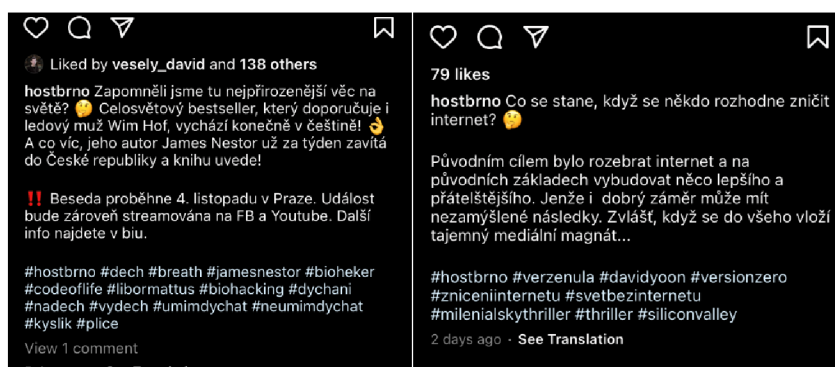 Liked by vesely_david and 138 others
hostbrno Zapomněli jsme tu nejpřirozenější věc na
světě? 🤔 Celosvětový bestseller, který doporučuje i
ledový muž Wim Hof, vychází konečně v češtině! 👌
A co víc, jeho autor James Nestor už za týden zavítá
do České republiky a knihu uvede!
‼️ Beseda proběhne 4. listopadu v Praze. Událost
bude zároveň streamována na FB a Youtube. Další
info najdete v biu.
#hostbrno #dech #breath #jamesnestor #bioheker
#codeoflife #libormattus #biohacking #dychani
#nadech #vydech #umimdychat #neumimdychat
#kyslik #plice
View 1 comment
79 likes
hostbrno Co se stane, když se někdo rozhodne zničit
internet? 🤔
Původním cílem bylo rozebrat internet a na
původních základech vybudovat něco lepšího a
přátelštějšího. Jenže i dobrý záměr může mít
nezamýšlené následky. Zvlášť, když se do všeho vloží
tajemný mediální magnát...
#hostbrno #verzenula #davidyoon #versionzero
#zniceniinternetu #svetbezinternetu
#milenialskythriller #thriller #siliconvalley
2 days ago · See Translation